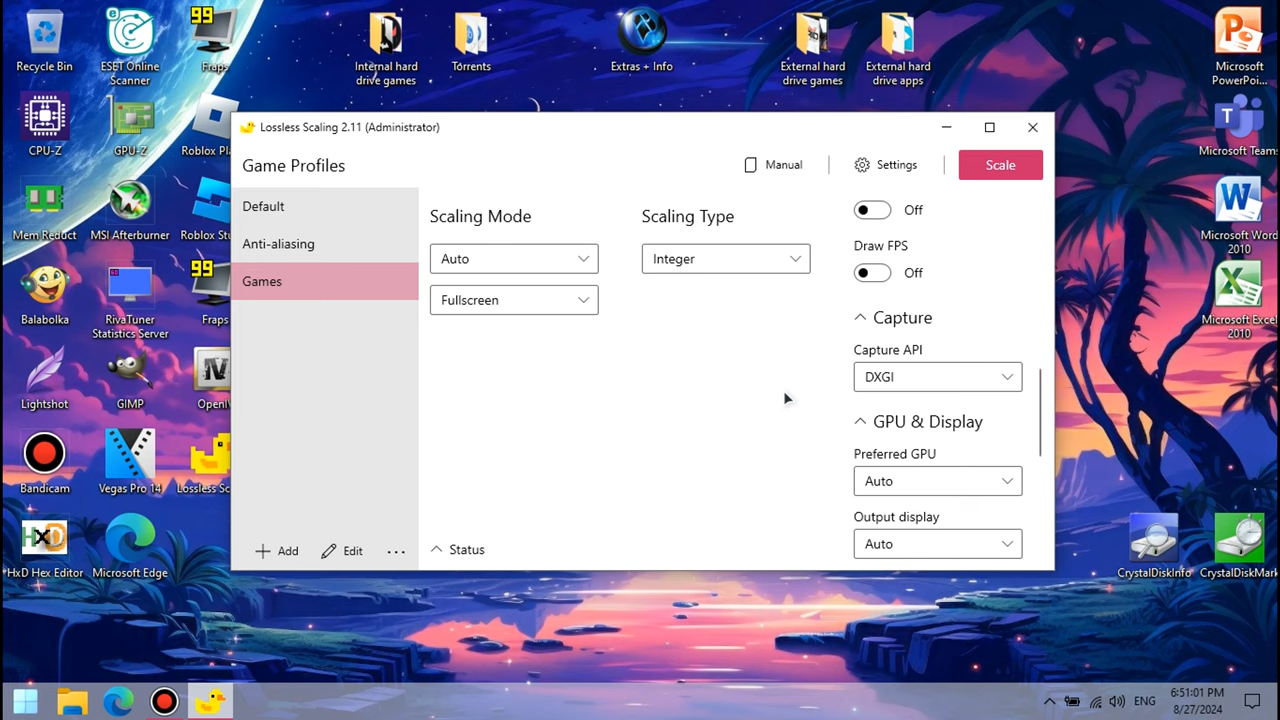 Recycle Bin
ESET Online
Scanner
Fraps
Internal hard
drive games
Torrents
Extras + Info
External hard
drive games
External hard
drive apps
Microsoft
PowerPoi...
CPU-Z
GPU-Z
Roblox Pla
Microsoft Teams
Mem Reduct
MSI Afterburner
Roblox Stu
Microsoft Word
2010
Balabolka
RivaTuner
Statistics Server
Fraps
Microsoft Excel
2010
Lightshot
GIMP
OpenIV
Bandicam
Vegas Pro 14
Lossless Sc
HxD Hex Editor
Microsoft Edge
CrystalDiskInfo
CrystalDiskMark
Lossless Scaling 2.11 (Administrator)
Game Profiles
Manual
Settings
Scale
Default
Anti-aliasing
Games
Add
Edit
...
Scaling Mode
Auto
Fullscreen
Scaling Type
Integer
Status
Off
Draw FPS
Off
Capture
Capture API
DXGI
GPU & Display
Preferred GPU
Auto
Output display
Auto
ENG
6:51:01 PM
8/27/2024